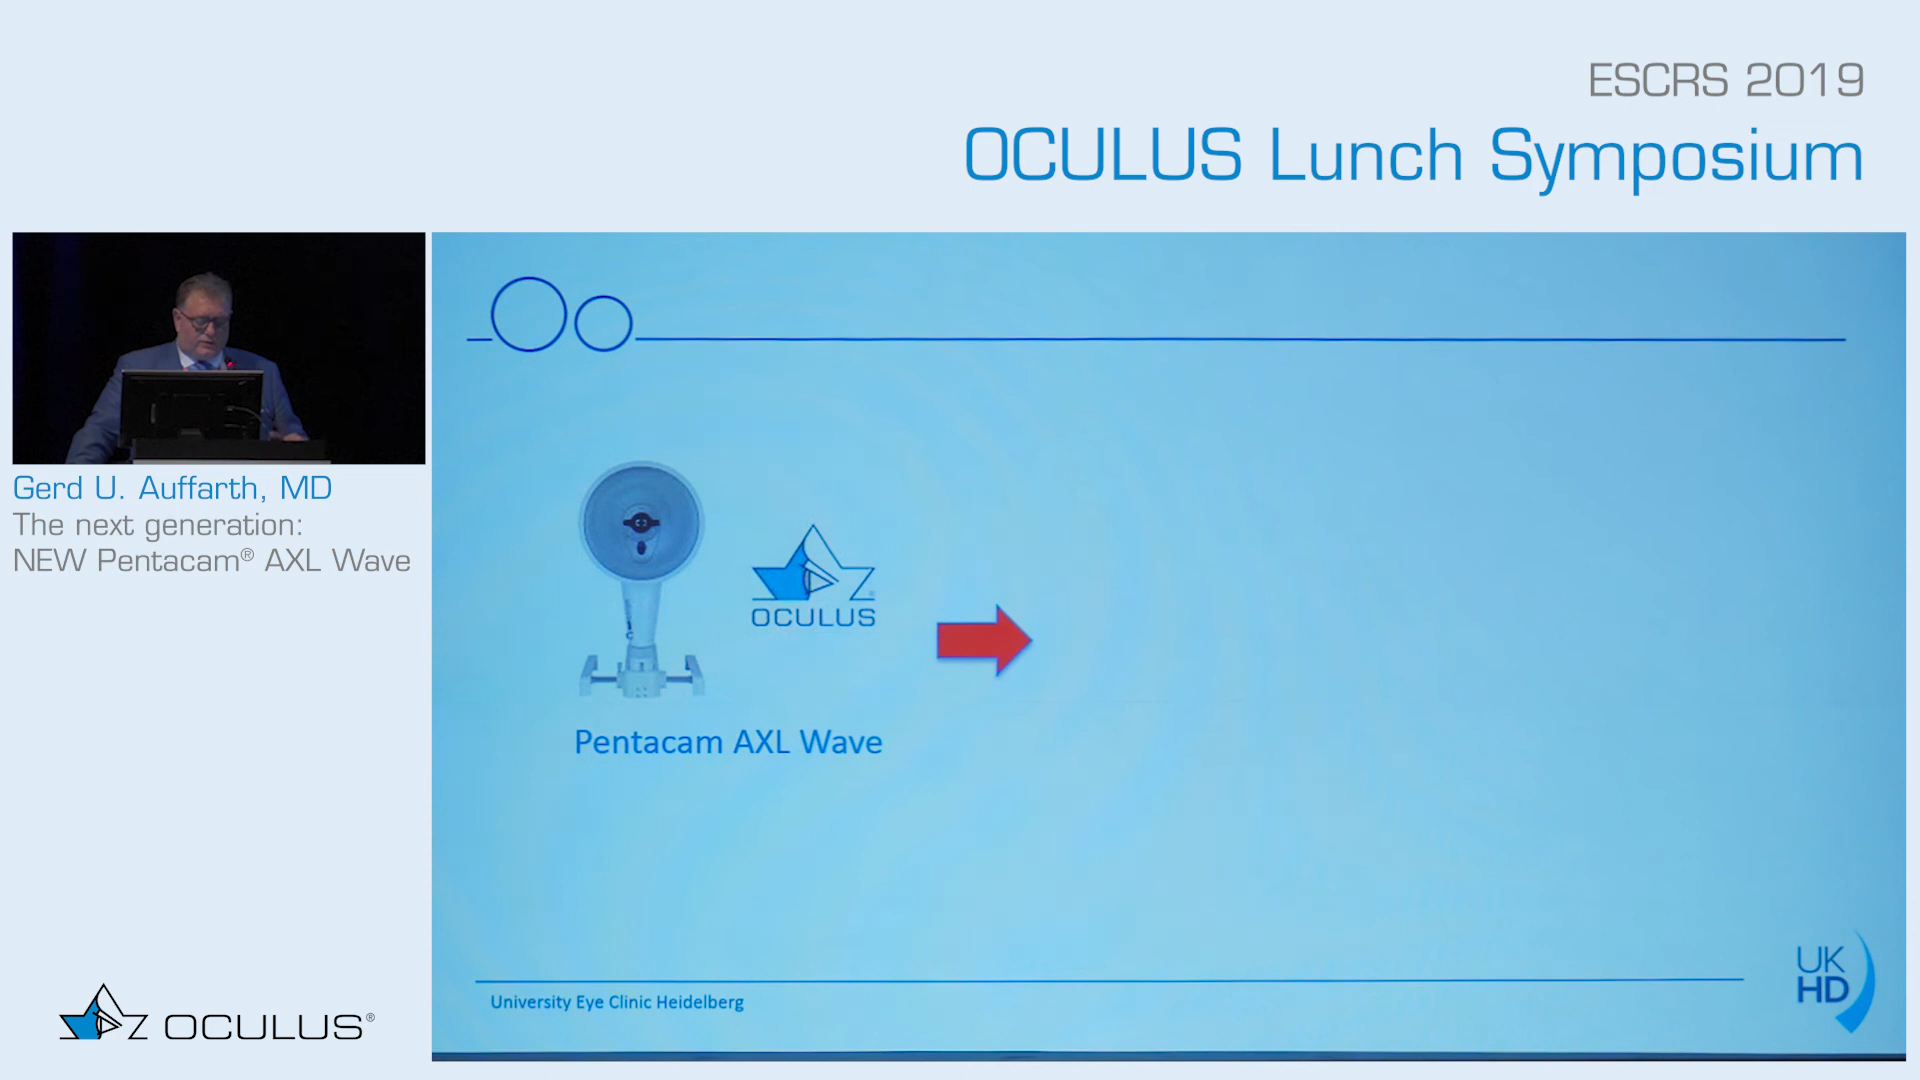 ESCRS 2019
OCULUS Lunch Symposium
Gerd U. Auffarth, MD
The next generation:
NEW Pentacam® AXL Wave
OCULUS
Pentacam AXL Wave
University Eye Clinic Heidelberg
UK
HD
OCULUS®